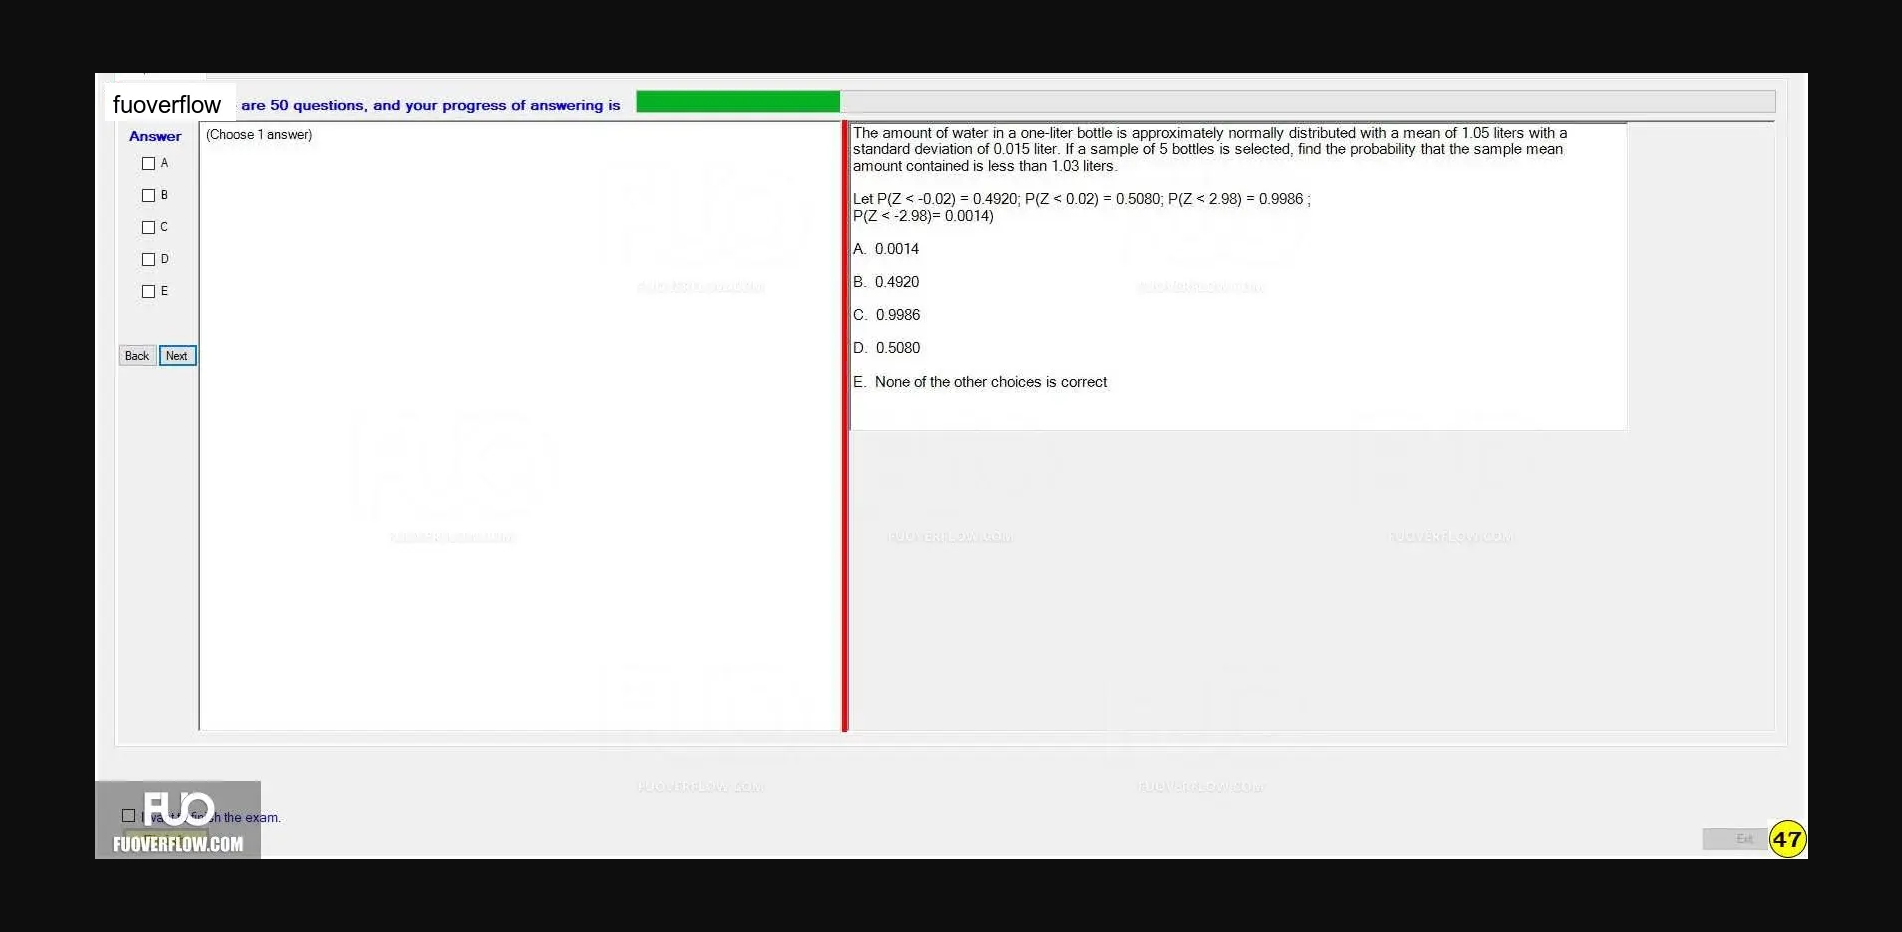 fuoverflow
are 50 questions, and your progress of answering is
Answer
(Choose 1 answer)
A
B
C
D
E
Back Next
The amount of water in a one-liter bottle is approximately normally distributed with a mean of 1.05 liters with a
standard deviation of 0.015 liter. If a sample of 5 bottles is selected, find the probability that the sample mean
amount contained is less than 1.03 liters.
Let P(Z < -0.02) = 0.4920; P(Z < 0.02) = 0.5080; P(Z < 2.98) = 0.9986 ;
P(Z < -2.98)= 0.0014)
A. 0.0014
B. 0.4920
C. 0.9986
D. 0.5080
E. None of the other choices is correct
FUOVERFLOW.COM
FUOVERFLOW.COM
FUOVERFLOW.COM
FUOVERFLOW.COM
FUOVERFLOW.COM
FUOVERFLOW.COM
FUOVERFLOW.COM
FUO
I want to finish the exam.
FUOVERFLOW.COM
Exit
47